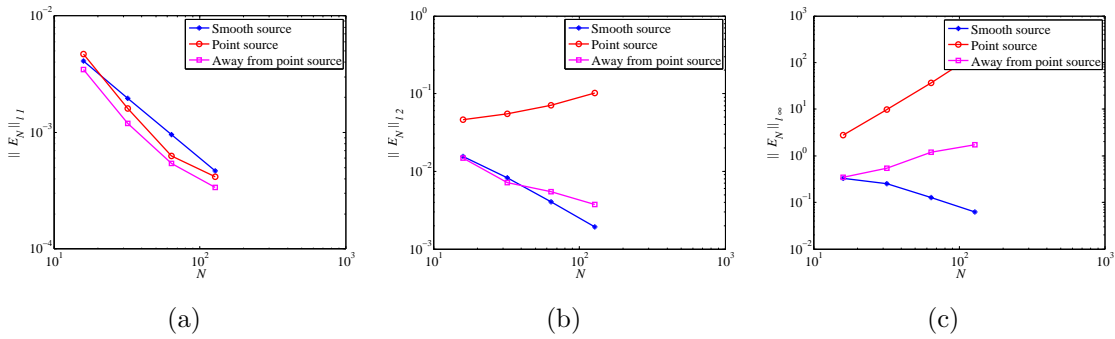 10^-2
10^-3
10^-4
|| E_N ||_{l 1}
Smooth source
Point source
Away from point source
10^1
10^2
10^3
N
(a)
10^0
10^-1
10^-2
10^-3
|| E_N ||_{l 2}
Smooth source
Point source
Away from point source
10^1
10^2
10^3
N
(b)
10^3
10^2
10^1
10^0
10^-1
10^-2
|| E_N ||_{l ∞}
Smooth source
Point source
Away from point source
10^1
10^2
10^3
N
(c)